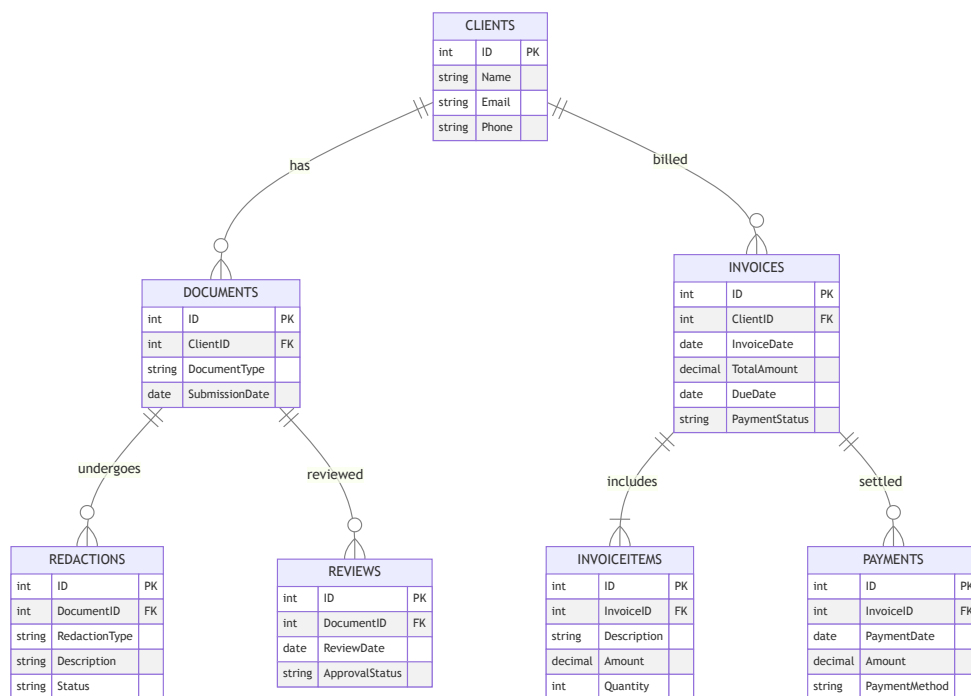 CLIENTS
int ID PK
string Name
string Email
string Phone
has
billed
DOCUMENTS
int ID PK
int ClientID FK
string DocumentType
date SubmissionDate
INVOICES
int ID PK
int ClientID FK
date InvoiceDate
decimal TotalAmount
date DueDate
string PaymentStatus
undergoes
reviewed
includes
settled
REDACTIONS
int ID PK
int DocumentID FK
string RedactionType
string Description
string Status
REVIEWS
int ID PK
int DocumentID FK
date ReviewDate
string ApprovalStatus
INVOICEITEMS
int ID PK
int InvoiceID FK
string Description
decimal Amount
int Quantity
PAYMENTS
int ID PK
int InvoiceID FK
date PaymentDate
decimal Amount
string PaymentMethod